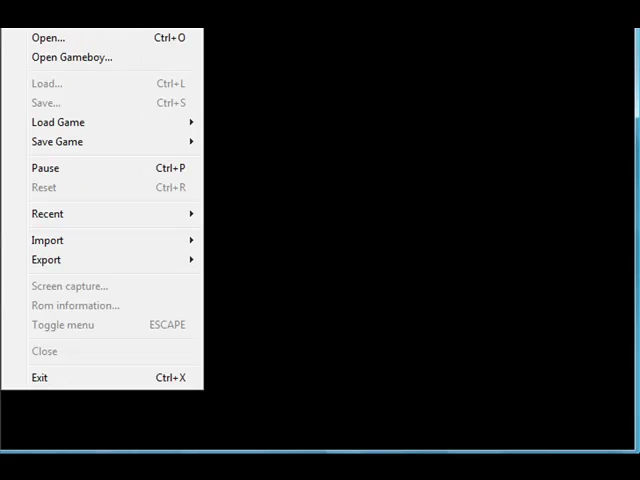 Open... Ctrl+O
Open Gameboy...
Load... Ctrl+L
Save... Ctrl+S
Load Game
Save Game
Pause Ctrl+P
Reset Ctrl+R
Recent
Import
Export
Screen capture...
Rom information...
Toggle menu ESCAPE
Close
Exit Ctrl+X